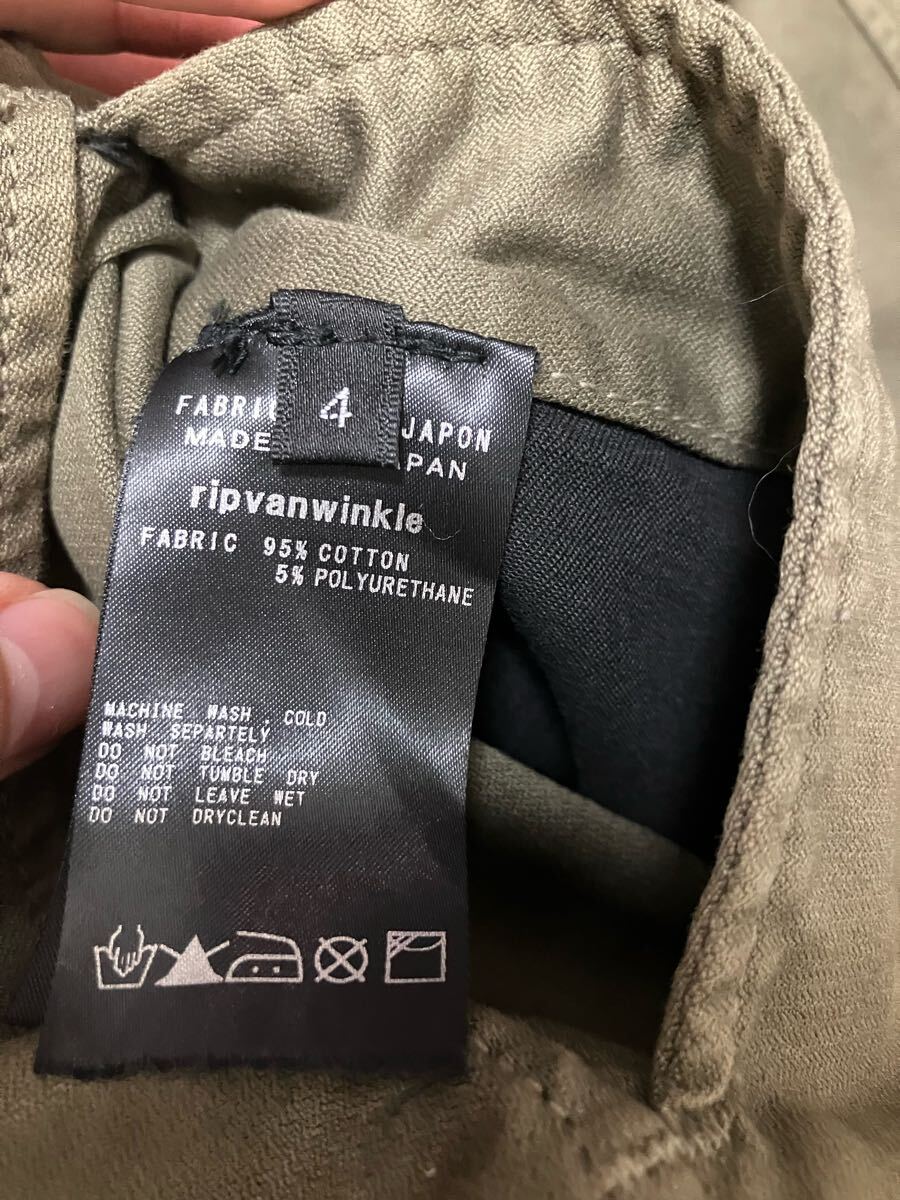 4
FABRI JAPON
MADE PAN
ripvanwinkle
FABRIC 95% COTTON
5% POLYURETHANE
MACHINE WASH , COLD
WASH SEPARTELY
DO NOT BLEACH
DO NOT TUMBLE DRY
DO NOT LEAVE WET
DO NOT DRYCLEAN